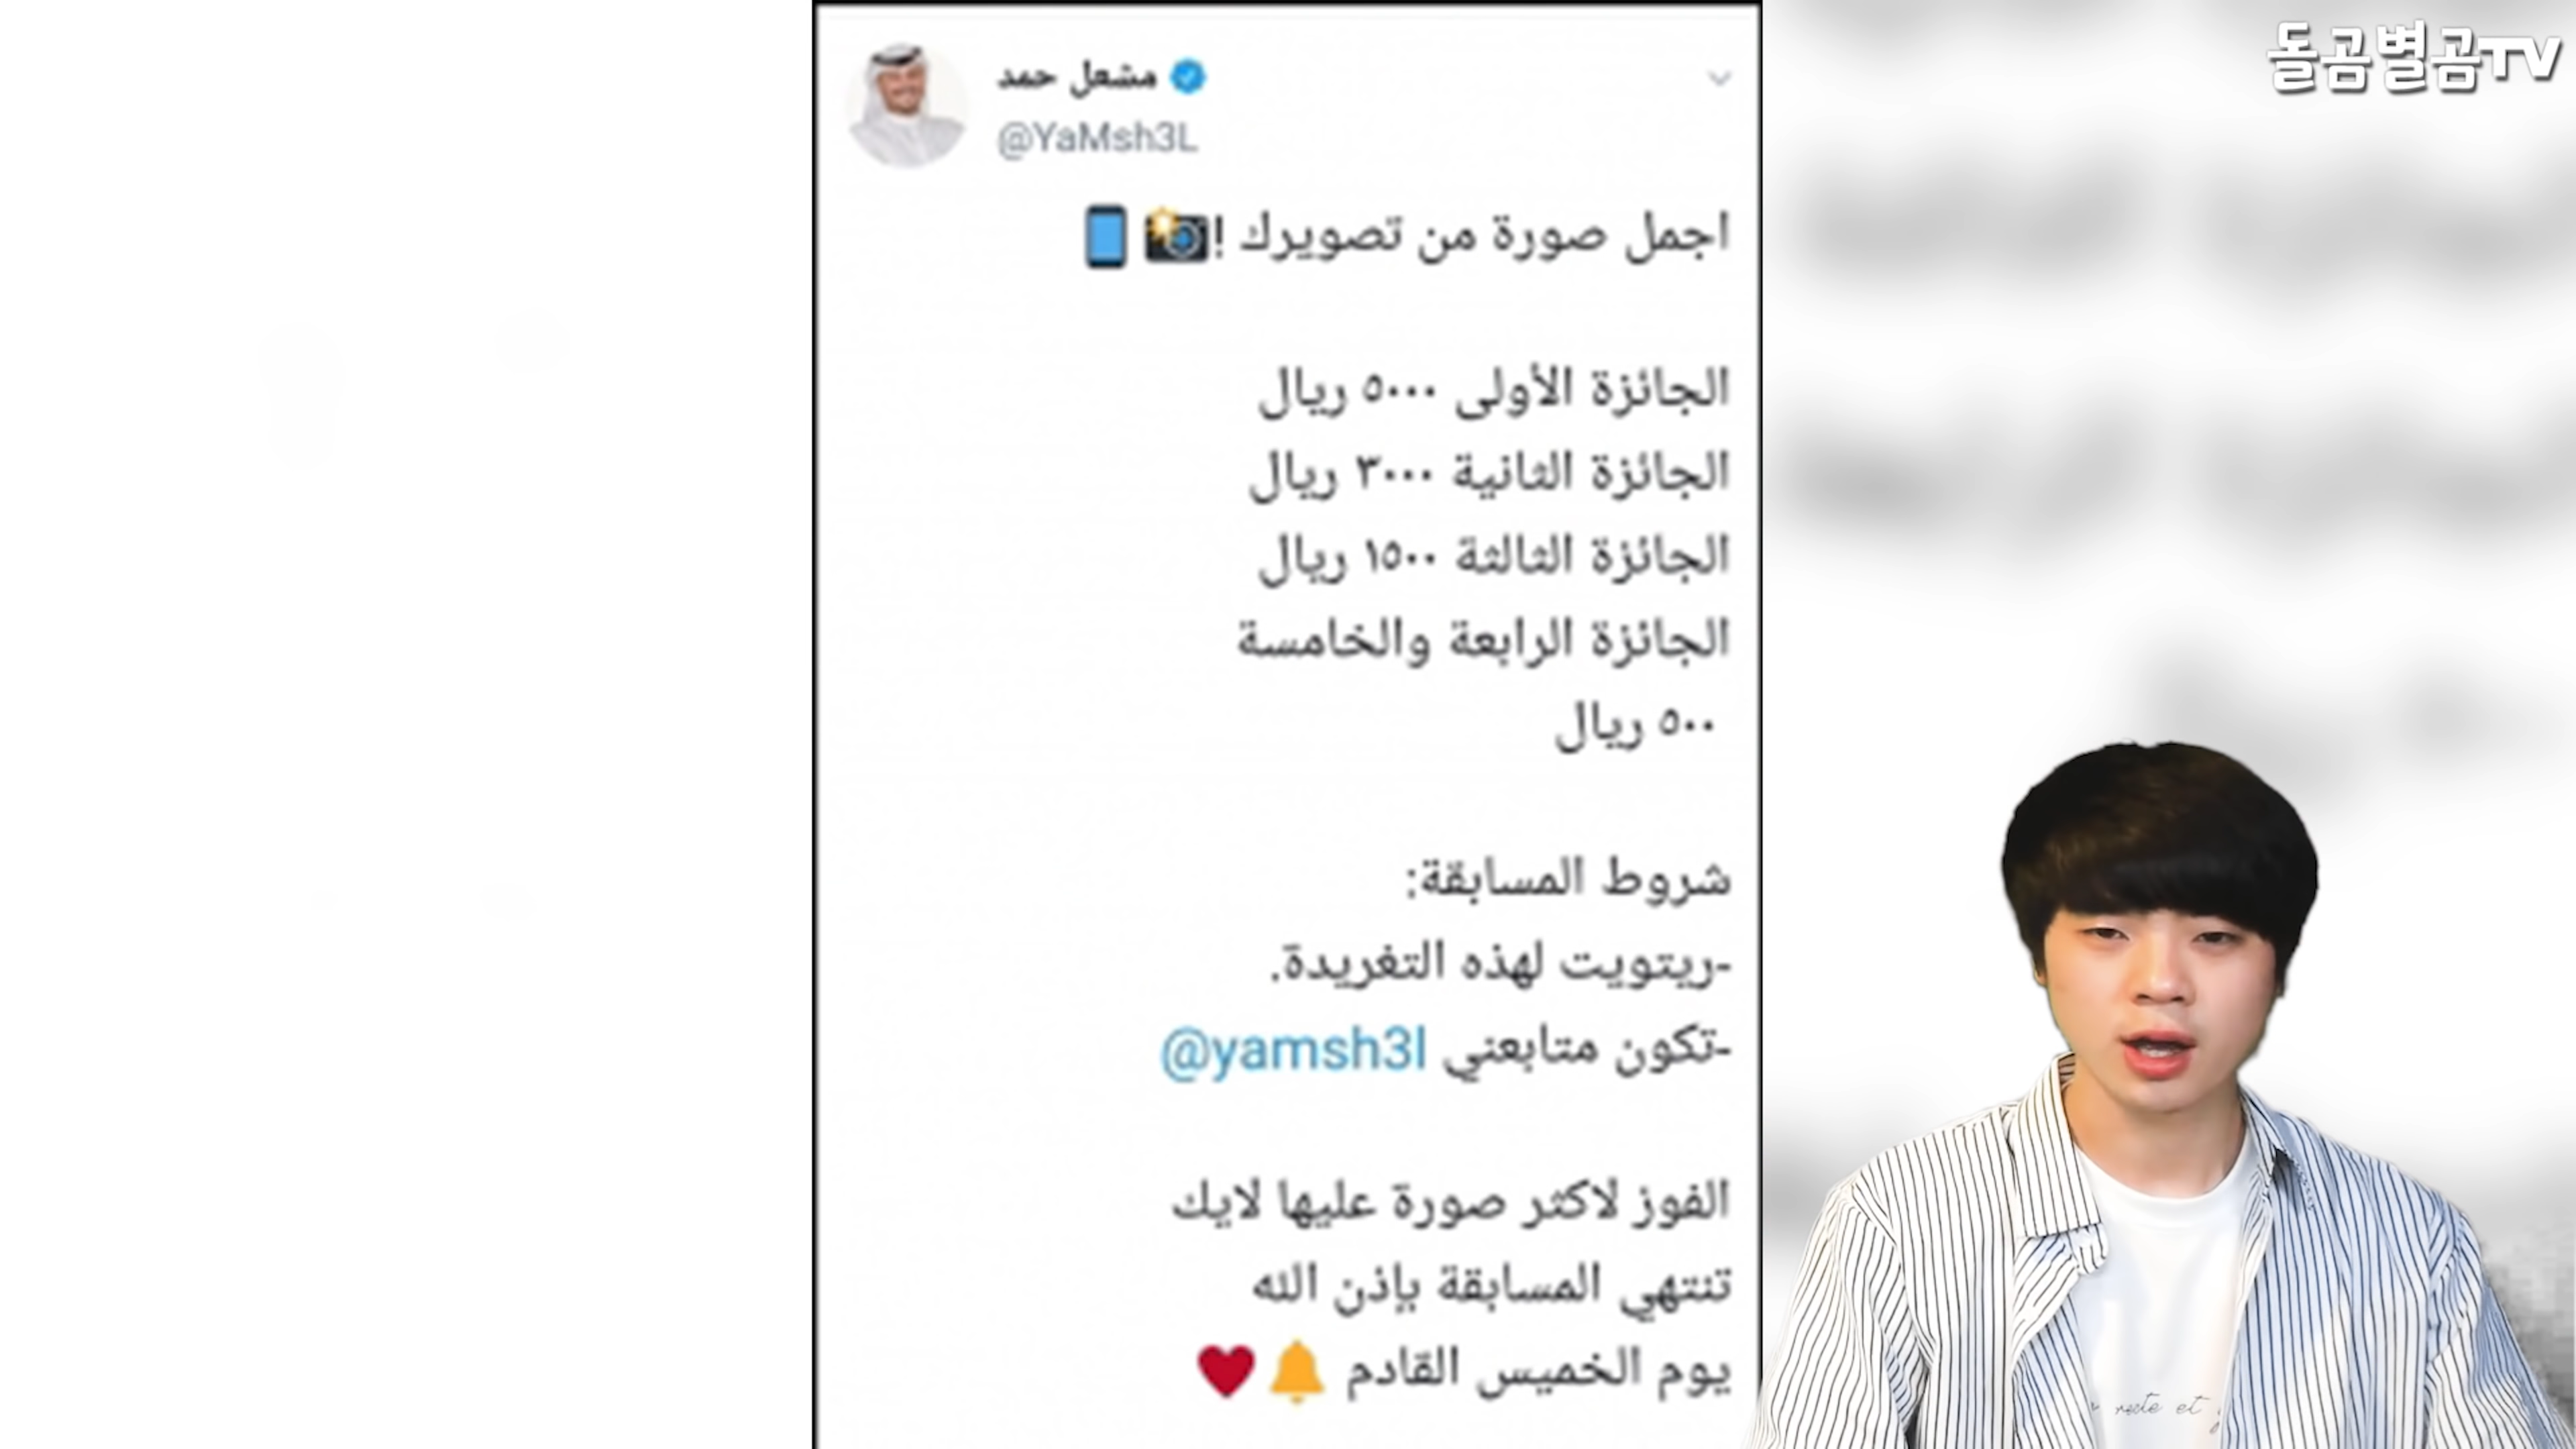 돌곰별곰TV
مشعل حمد
@YaMsh3L
اجمل صورة من تصويرك !📸📱
الجائزة الأولى ٥٠٠٠ ريال
الجائزة الثانية ٣٠٠٠ ريال
الجائزة الثالثة ١٥٠٠ ريال
الجائزة الرابعة والخامسة
٥٠٠ ريال
شروط المسابقة:
-ريتويت لهذه التغريدة.
-تكون متابعني @yamsh3l
الفوز لاكثر صورة عليها لايك
تنتهي المسابقة بإذن الله
يوم الخميس القادم 🔔❤️
et